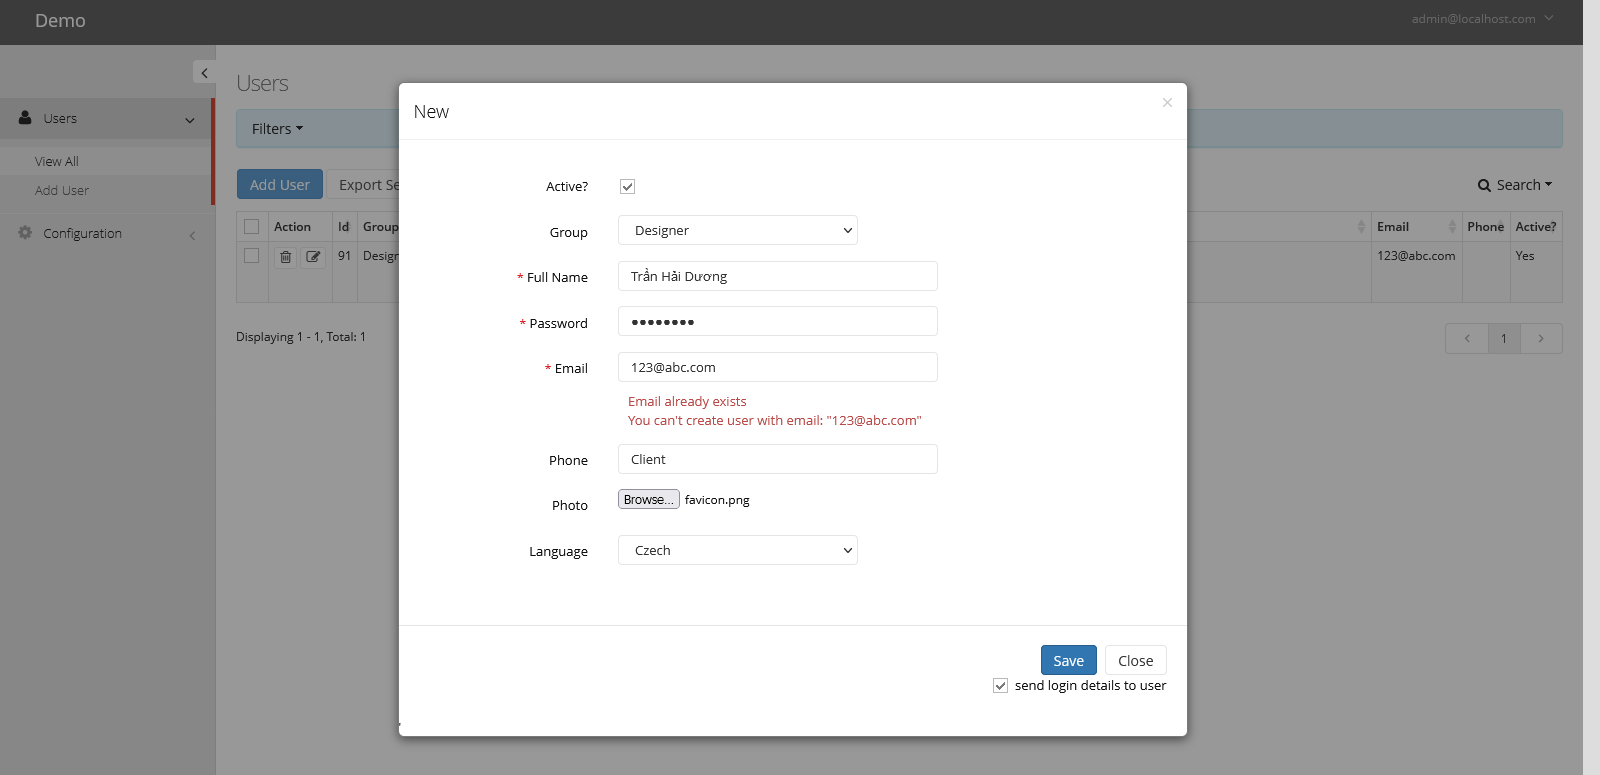 Demo
admin@localhost.com
Users
Users
Filters
View All
Add User
Configuration
Add User
Export Se
Search
Action
Id
Group
Email
Phone
Active?
91
Design
123@abc.com
Yes
Displaying 1 - 1, Total: 1
1
New
Active?
Group
Designer
* Full Name
Trần Hải Dương
* Password
* Email
123@abc.com
Email already exists
You can't create user with email: "123@abc.com"
Phone
Client
Photo
Browse...
favicon.png
Language
Czech
Save
Close
send login details to user